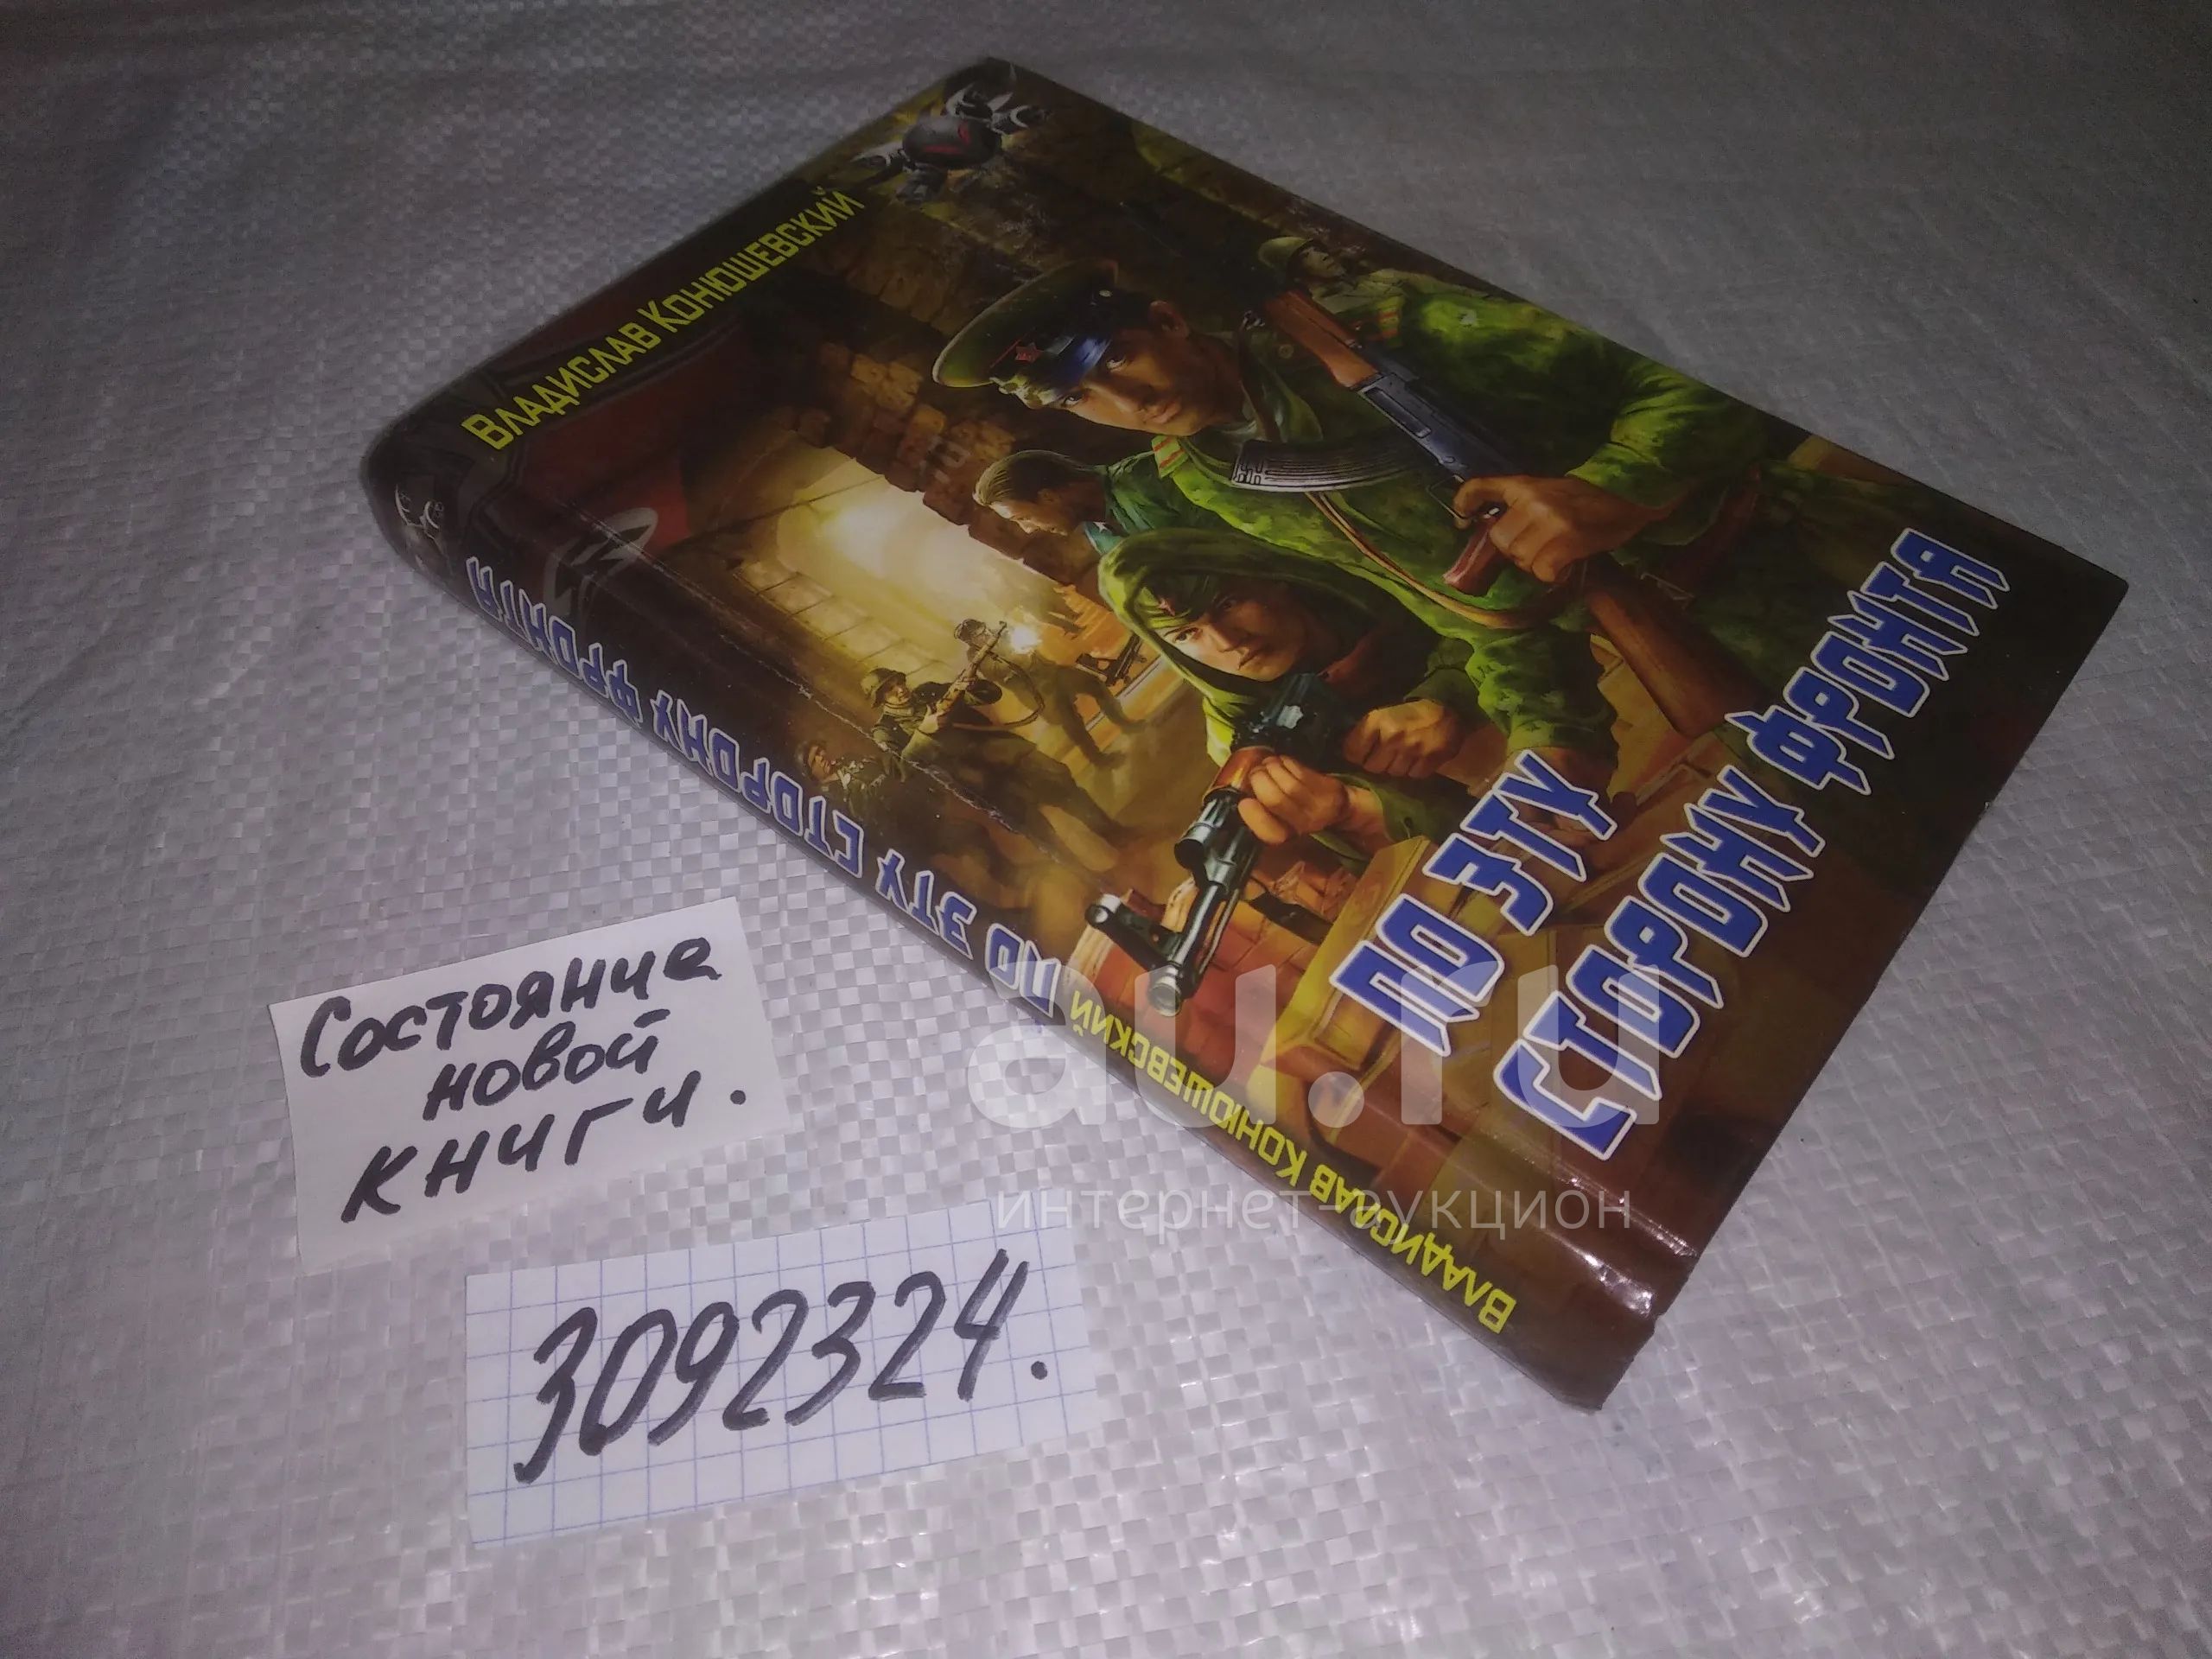 Владислав Конюшевский
По эту
сторону фронта
Владислав Конюшевский По эту сторону фронта
Состояние
новой
книги.
3092324.
au.ru
интернет-аукцион